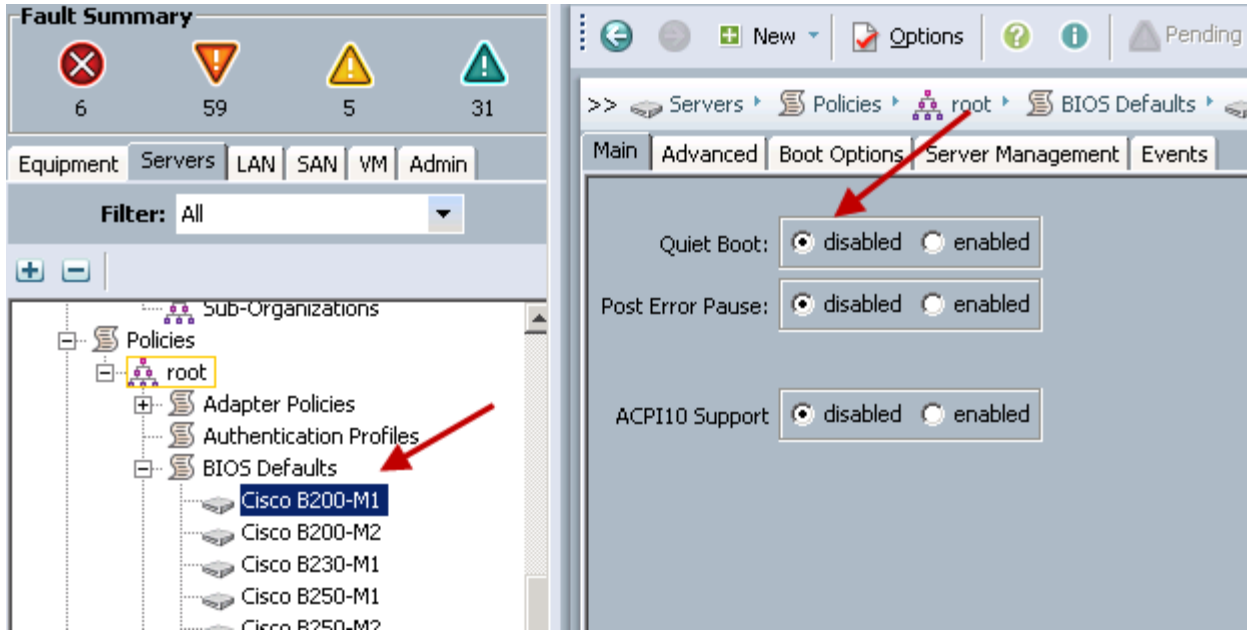 Fault Summary
6 59 5 31
Equipment Servers LAN SAN VM Admin
Filter: All
Sub-Organizations
Policies
root
Adapter Policies
Authentication Profiles
BIOS Defaults
Cisco B200-M1
Cisco B200-M2
Cisco B230-M1
Cisco B250-M1
Cisco B250-M2
New Options Pending
>> Servers Policies root BIOS Defaults
Main Advanced Boot Options Server Management Events
Quiet Boot: disabled enabled
Post Error Pause: disabled enabled
ACPI10 Support disabled enabled